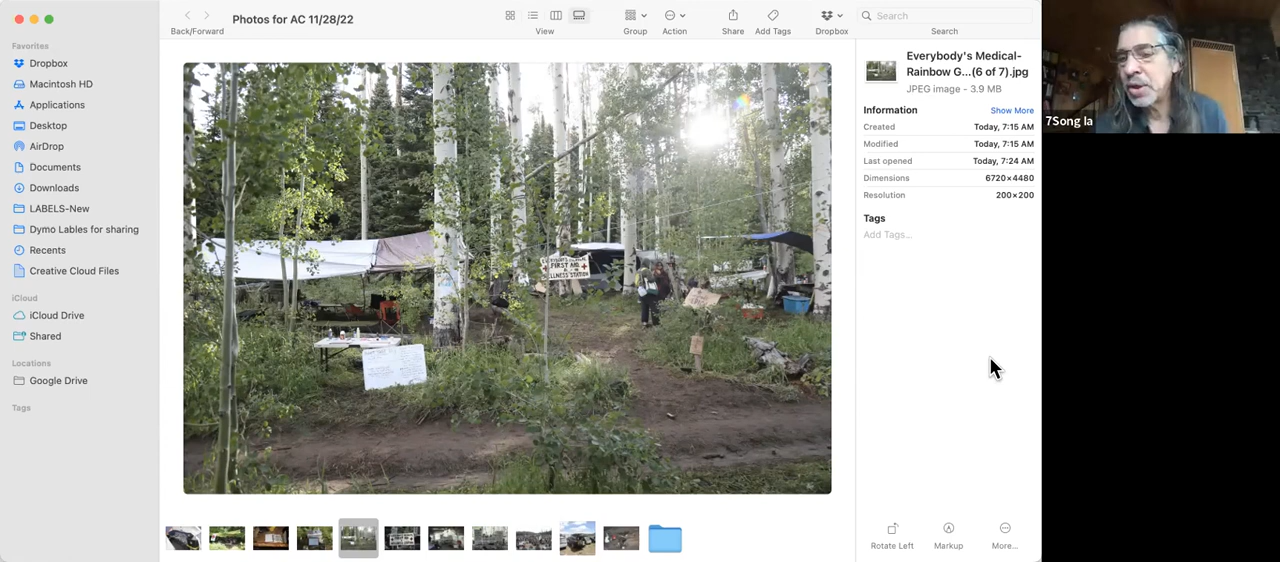 Photos for AC 11/28/22
Back/Forward
View
Group
Action
Share
Add Tags
Dropbox
Search
Search
Favorites
Dropbox
Macintosh HD
Applications
Desktop
AirDrop
Documents
Downloads
LABELS-New
Dymo Lables for sharing
Recents
Creative Cloud Files
iCloud
iCloud Drive
Shared
Locations
Google Drive
Tags
FIRST AID
WELLNESS STATION
Everybody's Medical-
Rainbow G...(6 of 7).jpg
JPEG image - 3.9 MB
Information Show More
Created Today, 7:15 AM
Modified Today, 7:15 AM
Last opened Today, 7:24 AM
Dimensions 6720×4480
Resolution 200×200
Tags
Add Tags...
Rotate Left
Markup
More...
7Song la